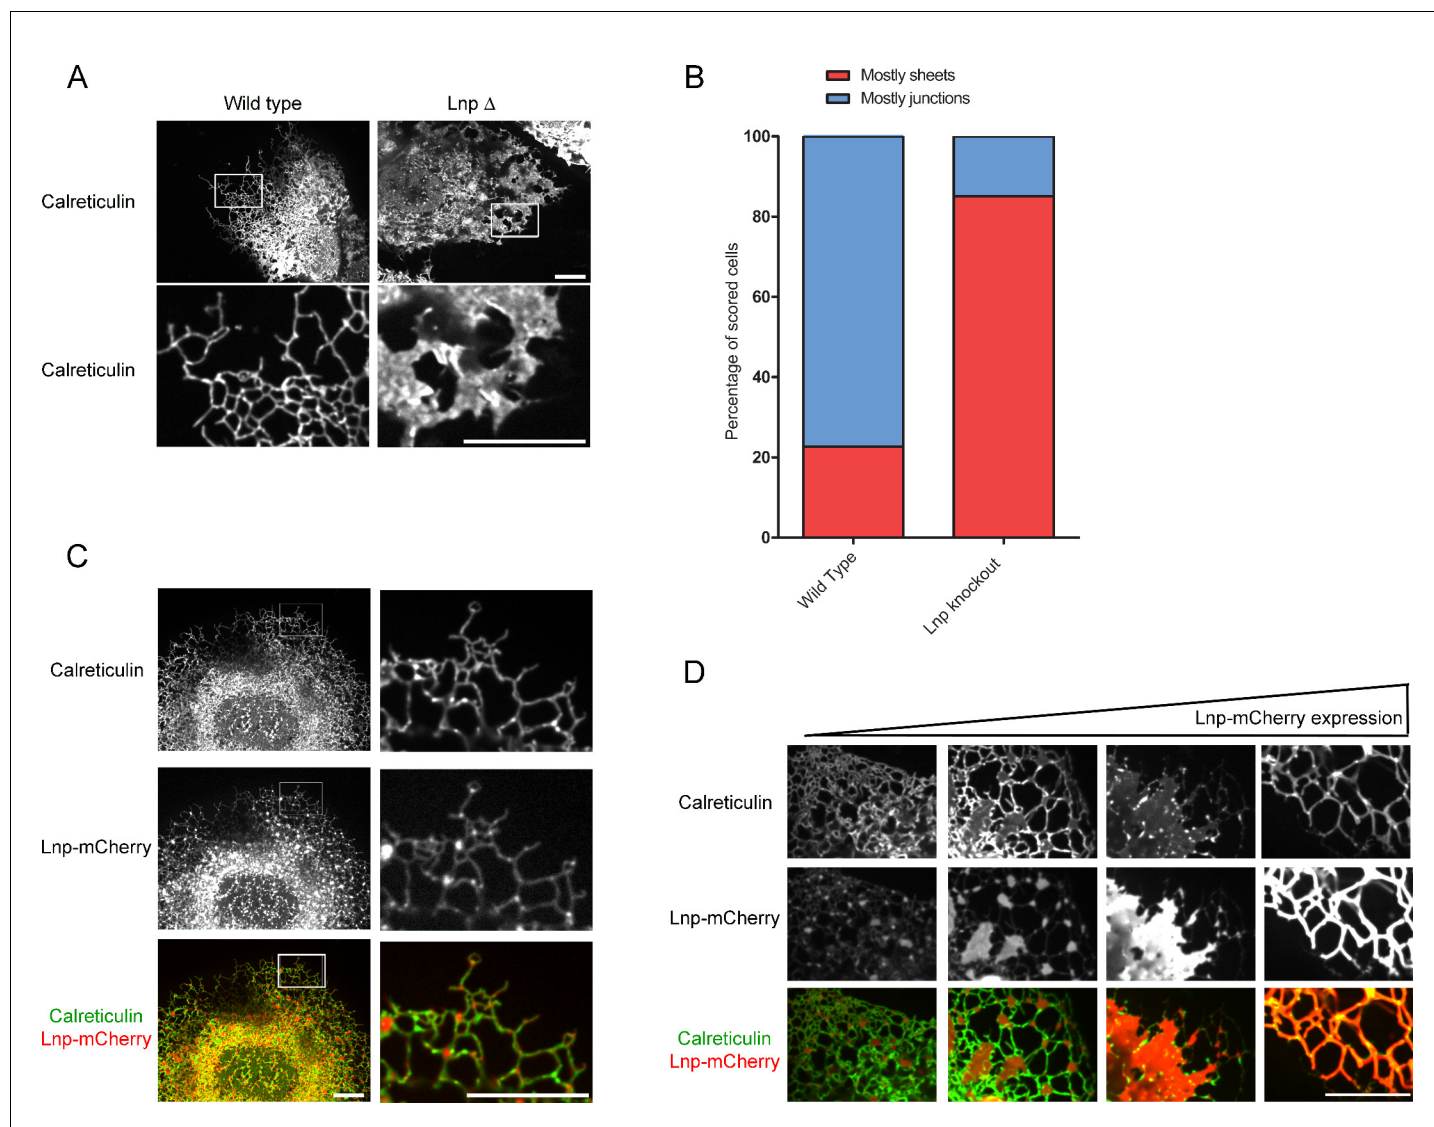 A
Wild type
Lnp Δ
Calreticulin
Calreticulin
B
Mostly sheets
Mostly junctions
Percentage of scored cells
100
80
60
40
20
0
Wild Type
Lnp knockout
C
Calreticulin
Lnp-mCherry
Calreticulin
Lnp-mCherry
D
Lnp-mCherry expression
Calreticulin
Lnp-mCherry
Calreticulin
Lnp-mCherry